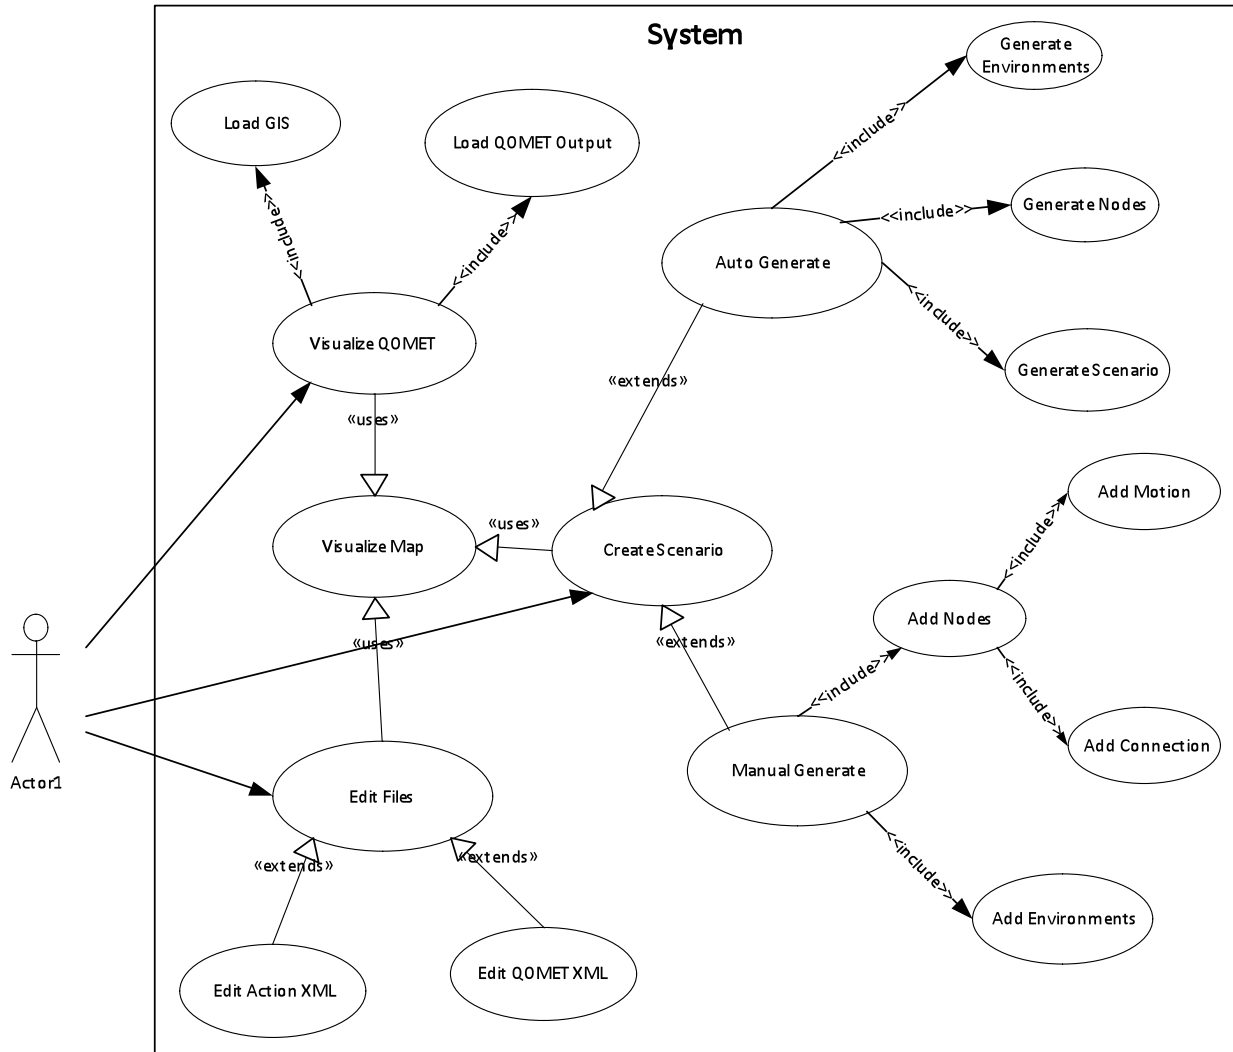 System
Generate
Environments
Load GIS
Load QOMET Output
<<include>>
Generate Nodes
<<include>>
<<include>>
<<include>>
Auto Generate
<<include>>
Visualize QOMET
Generate Scenario
«extends»
«uses»
Add Motion
«uses»
Visualize Map
Create Scenario
<<include>>
Add Nodes
«uses»
«extends»
<<include>>
<<include>>
Add Connection
Manual Generate
Actor1
Edit Files
<<include>>
«extends»
«extends»
Add Environments
Edit QOMET XML
Edit Action XML